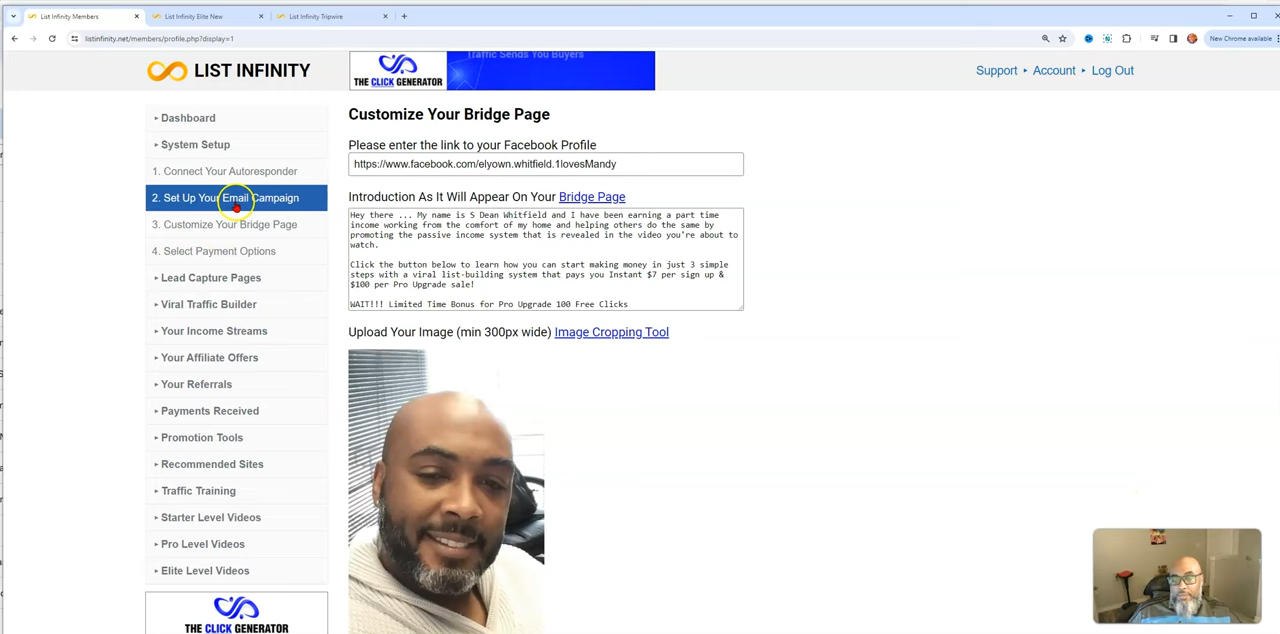 List Infinity Members
List Infinity Elite New
List Infinity Tripwire
listinfinity.net/members/profile.php?display=1
New Chrome available
LIST INFINITY
THE CLICK GENERATOR
Traffic Sends You Buyers
Support ▸ Account ▸ Log Out
Dashboard
System Setup
1. Connect Your Autoresponder
2. Set Up Your Email Campaign
3. Customize Your Bridge Page
4. Select Payment Options
Lead Capture Pages
Viral Traffic Builder
Your Income Streams
Your Affiliate Offers
Your Referrals
Payments Received
Promotion Tools
Recommended Sites
Traffic Training
Starter Level Videos
Pro Level Videos
Elite Level Videos
THE CLICK GENERATOR
Customize Your Bridge Page
Please enter the link to your Facebook Profile
https://www.facebook.com/elyown.whitfield.1lovesMandy
Introduction As It Will Appear On Your Bridge Page
Hey there ... My name is S Dean Whitfield and I have been earning a part time
income working from the comfort of my home and helping others do the same by
promoting the passive income system that is revealed in the video you're about to
watch.
Click the button below to learn how you can start making money in just 3 simple
steps with a viral list-building system that pays you Instant $7 per sign up &
$100 per Pro Upgrade sale!
WAIT!!! Limited Time Bonus for Pro Upgrade 100 Free Clicks
Upload Your Image (min 300px wide) Image Cropping Tool